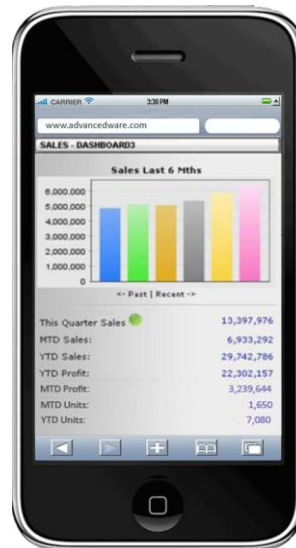 CARRIER 3:30 PM
www.advancedware.com
SALES - DASHBOARD3
Sales Last 6 Mths
6,000,000
5,000,000
4,000,000
3,000,000
2,000,000
1,000,000
0
<- Past | Recent ->
This Quarter Sales 13,397,976
MTD Sales: 6,933,292
YTD Sales: 29,742,786
YTD Profit: 22,302,157
MTD Profit: 3,239,644
MTD Units: 1,650
YTD Units: 7,080